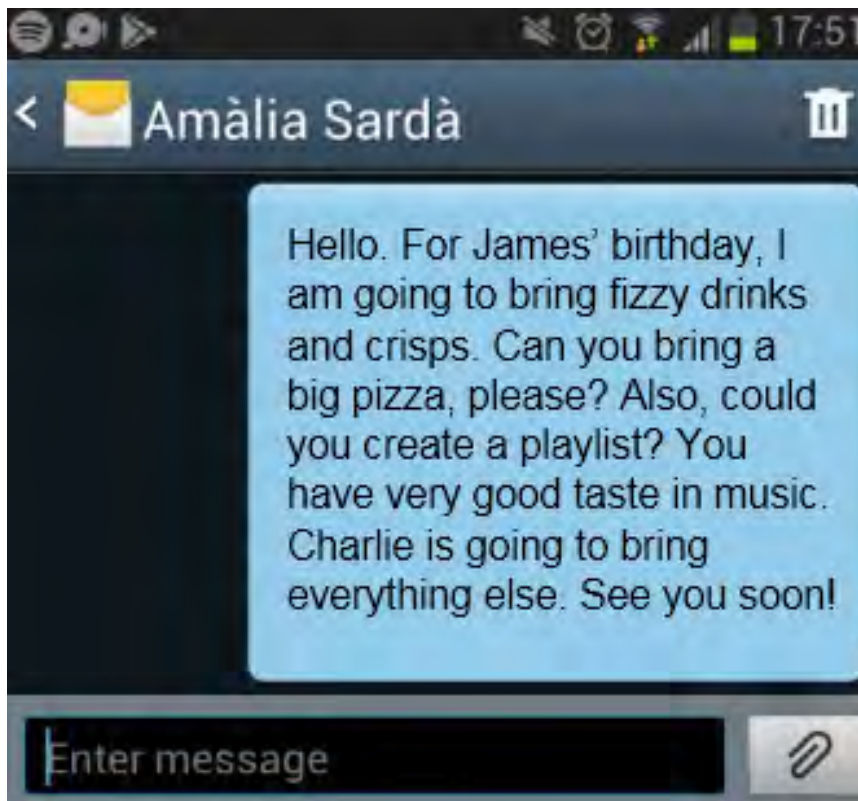 17:51
< Amàlia Sardà
Hello. For James’ birthday, I
am going to bring fizzy drinks
and crisps. Can you bring a
big pizza, please? Also, could
you create a playlist? You
have very good taste in music.
Charlie is going to bring
everything else. See you soon!
Enter message